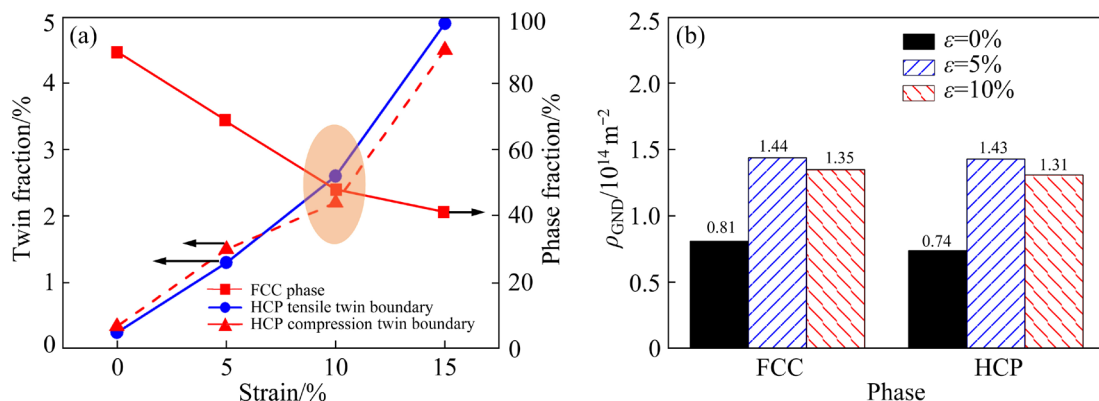 (a)
Twin fraction/%
5
4
3
2
1
0
100
80
60
40
20
0
Phase fraction/%
FCC phase
HCP tensile twin boundary
HCP compression twin boundary
0 5 10 15
Strain/%
(b)
ρGND/10¹⁴ m⁻²
2.5
2.0
1.5
1.0
0.5
0
ε=0%
ε=5%
ε=10%
0.81 1.44 1.35
0.74 1.43 1.31
FCC HCP
Phase